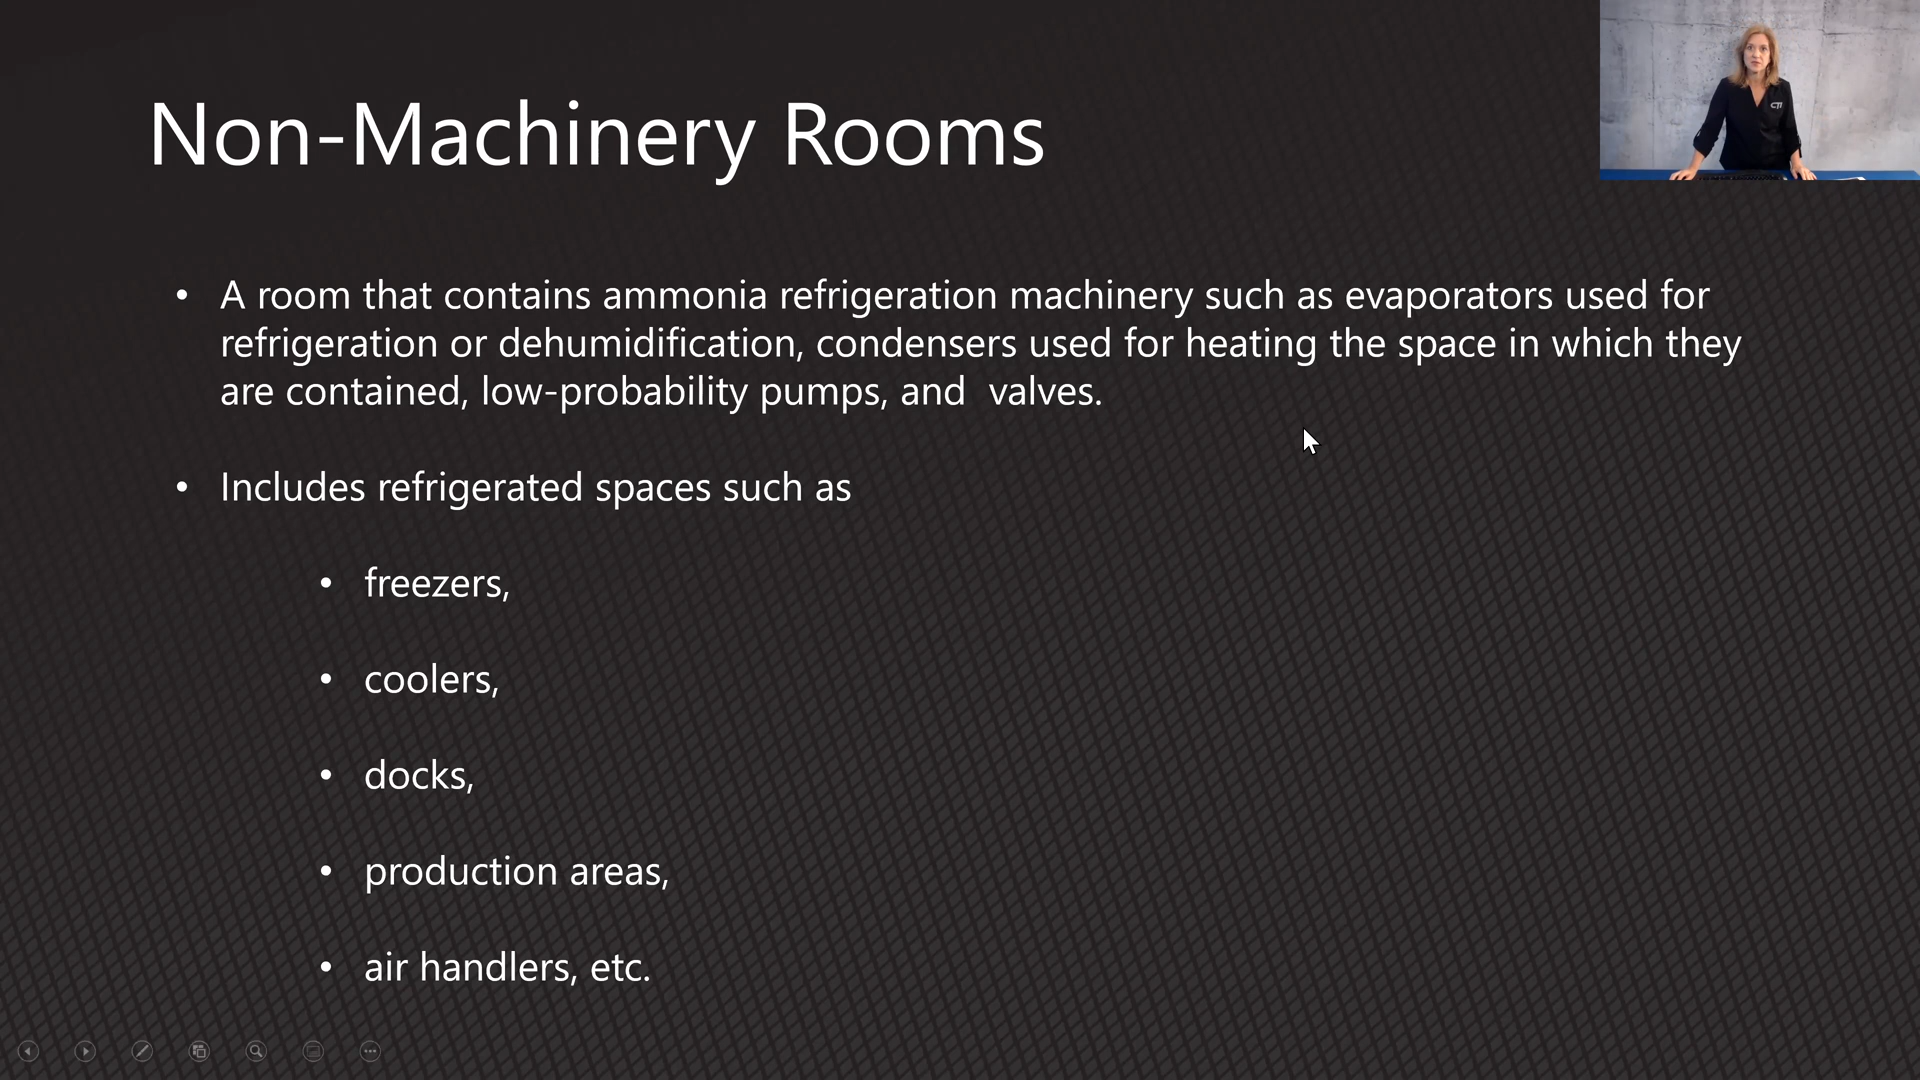 CTI
Non-Machinery Rooms
• A room that contains ammonia refrigeration machinery such as evaporators used for
refrigeration or dehumidification, condensers used for heating the space in which they
are contained, low-probability pumps, and  valves.
• Includes refrigerated spaces such as
• freezers,
• coolers,
• docks,
• production areas,
• air handlers, etc.